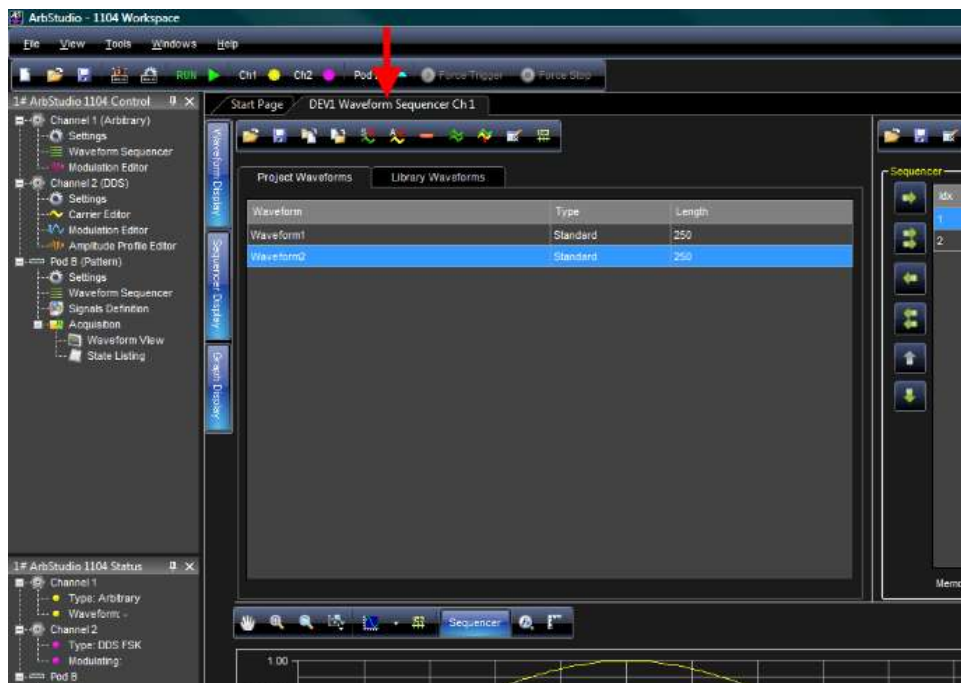 ArbStudio - 1104 Workspace
File View Tools Windows Help
RUN Ch1 Ch2 Pod Force Trigger Force Stop
1# ArbStudio 1104 Control
Channel 1 (Arbitrary)
Settings
Waveform Sequencer
Modulation Editor
Channel 2 (DDS)
Settings
Carrier Editor
Modulation Editor
Amplitude Profile Editor
Pod B (Pattern)
Settings
Waveform Sequencer
Signals Definition
Acquisition
Waveform View
State Listing
1# ArbStudio 1104 Status
Channel 1
Type: Arbitrary
Waveform: -
Channel 2
Type: DDS FSK
Modulating:
Pod B
Start Page DEV1 Waveform Sequencer Ch 1
Waveform Display
Sequencer Display
Graph Display
Project Waveforms Library Waveforms
Waveform Type Length
Waveform1 Standard 250
Waveform2 Standard 250
Sequencer
Idx
1
2
Memo
Sequencer
1.00